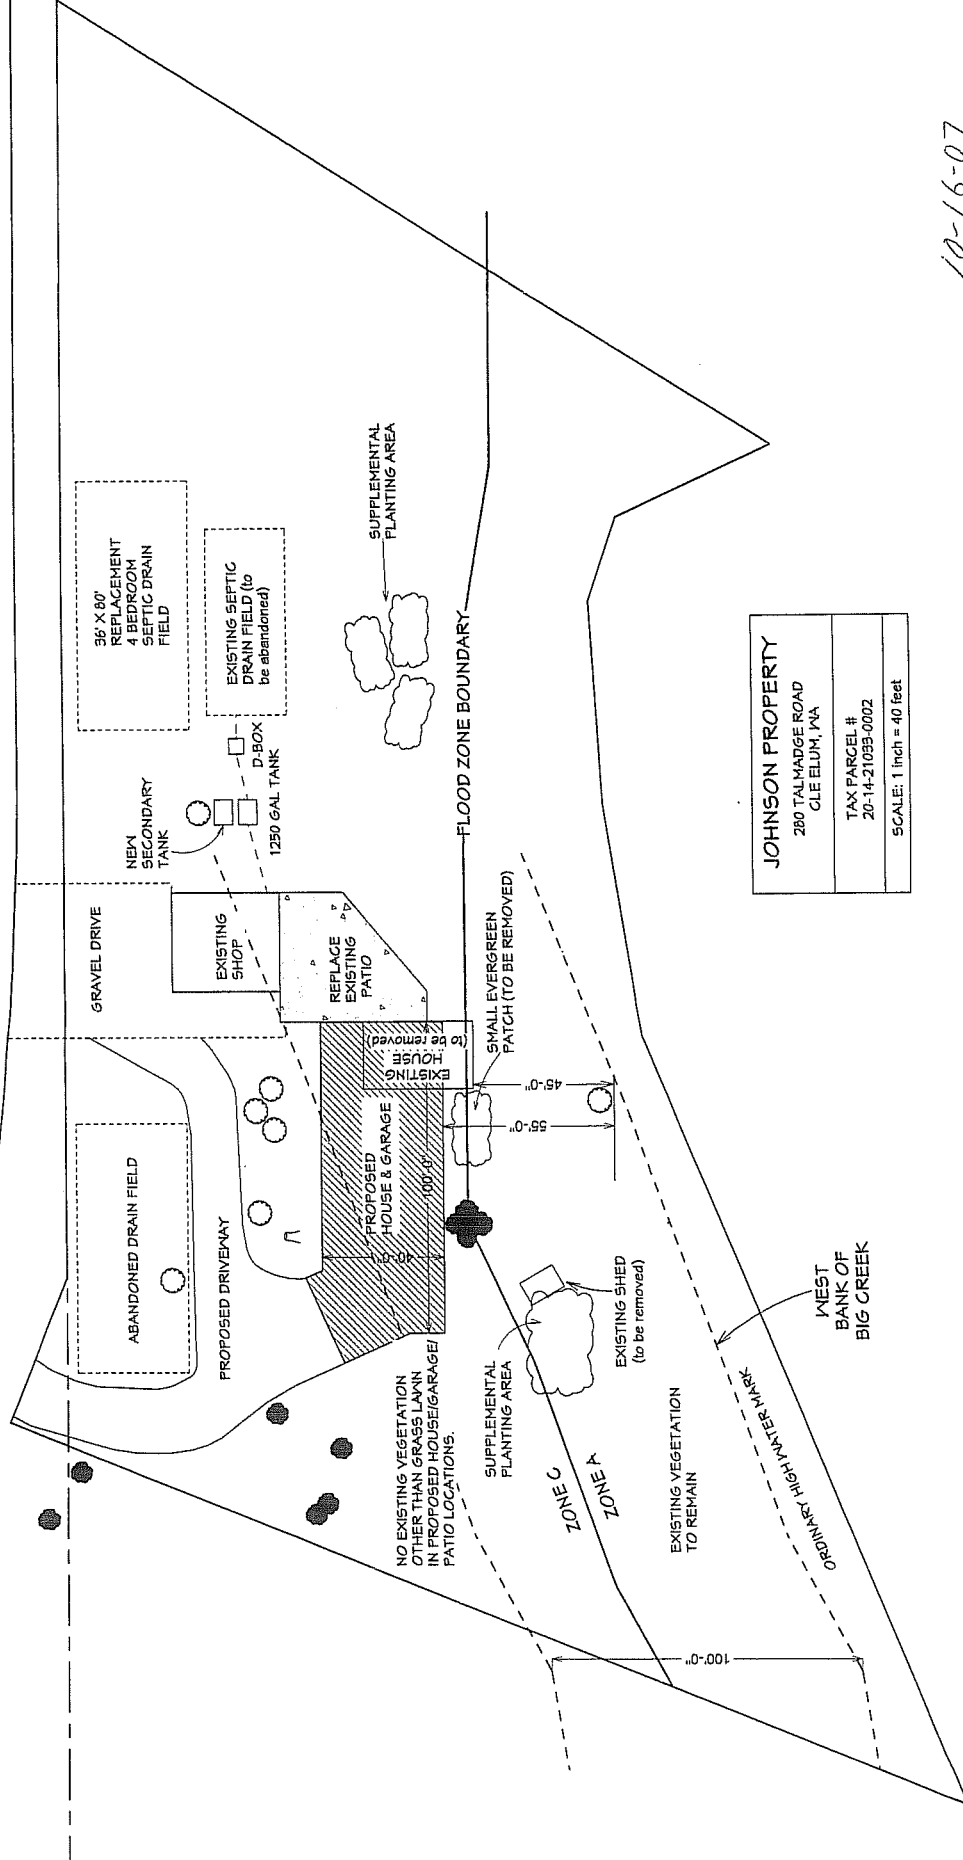 36' X 80'
REPLACEMENT
4 BEDROOM
SEPTIC DRAIN
FIELD
EXISTING SEPTIC
DRAIN FIELD (to
be abandoned)
SUPPLEMENTAL
PLANTING AREA
NEW
SECONDARY
TANK
D-BOX
1250 GAL TANK
GRAVEL DRIVE
EXISTING
SHOP
REPLACE
EXISTING
PATIO
FLOOD ZONE BOUNDARY
ABANDONED DRAIN FIELD
PROPOSED DRIVEWAY
PROPOSED
HOUSE & GARAGE
100'-0"
40'-0"
EXISTING
HOUSE
(to be removed)
SMALL EVERGREEN
PATCH (TO BE REMOVED)
45'-0"
55'-0"
NO EXISTING VEGETATION
OTHER THAN GRASS LAWN
IN PROPOSED HOUSE/GARAGE/
PATIO LOCATIONS.
SUPPLEMENTAL
PLANTING AREA
EXISTING SHED
(to be removed)
ZONE C
ZONE A
EXISTING VEGETATION
TO REMAIN
100'-0"
ORDINARY HIGH WATER MARK
WEST
BANK OF
BIG CREEK
JOHNSON PROPERTY
280 TALMADGE ROAD
CLE ELUM, WA
TAX PARCEL #
20-14-21033-0002
SCALE: 1 inch = 40 feet
10-16-07